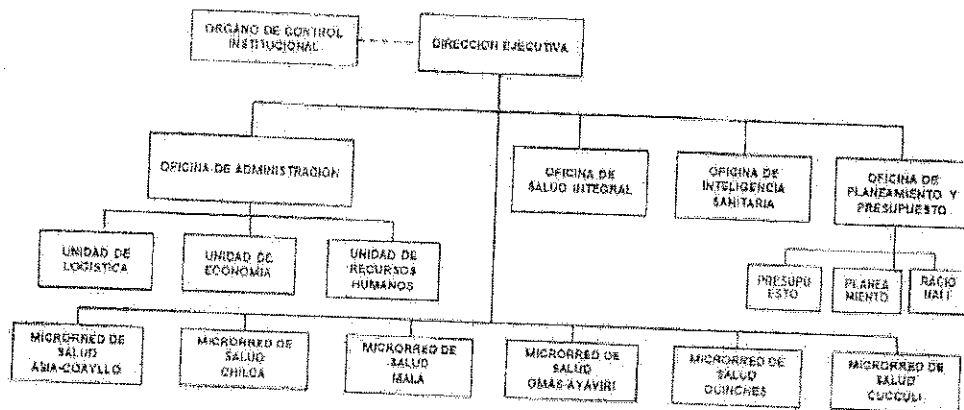 ORGANO DE CONTROL
INSTITUCIONAL
DIRECCION EJECUTIVA
OFICINA DE ADMINISTRACION
OFICINA DE
SALUD INTEGRAL
OFICINA DE
INTELIGENCIA
SANITARIA
OFICINA DE
PLANEAMIENTO Y
PRESUPUESTO
UNIDAD DE
LOGISTICA
UNIDAD DE
ECONOMIA
UNIDAD DE
RECURSOS
HUMANOS
PRESUPU
ESTO
PLANEA
MIENTO
RACIO
MICRORRED DE
SALUD
ASIA-COAYLLO
MICRORRED DE
SALUD
CHILCA
MICRORRED DE
SALUD
MALA
MICRORRED DE
SALUD
OMAS-AYAVIRI
MICRORRED DE
SALUD
QUINCHES
MICRORRED DE
SALUD